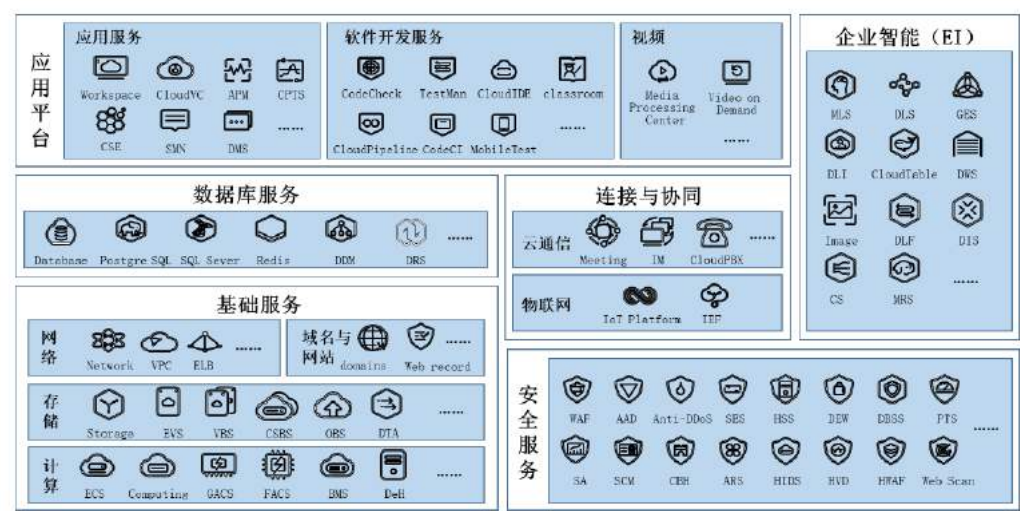 应用平台
应用服务
Workspace CloudVC APM CPTS
CSE SMN DMS ......
软件开发服务
CodeCheck TestMan CloudIDE classroom
CloudPipeline CodeCI MobileTest ......
视频
Media Processing Center
Video on Demand
......
企业智能（EI）
MLS DLS GES
DLI CloudTable DWS
Image DLF DIS
CS MRS ......
数据库服务
Database Postgre SQL SQL Sever Redis DDM DRS ......
连接与协同
云通信
Meeting IM CloudPBX ......
物联网
IoT Platform IEF
基础服务
网络
Network VPC ELB ......
域名与网站
domains Web record ......
存储
Storage EVS VBS CSBS OBS DTA ......
计算
ECS Computing GACS FACS BMS DeH ......
安全服务
WAF AAD Anti-DDoS SES HSS DEW DBSS PTS ......
SA SCM CBH ARS HIDS HVD HWAF Web Scan